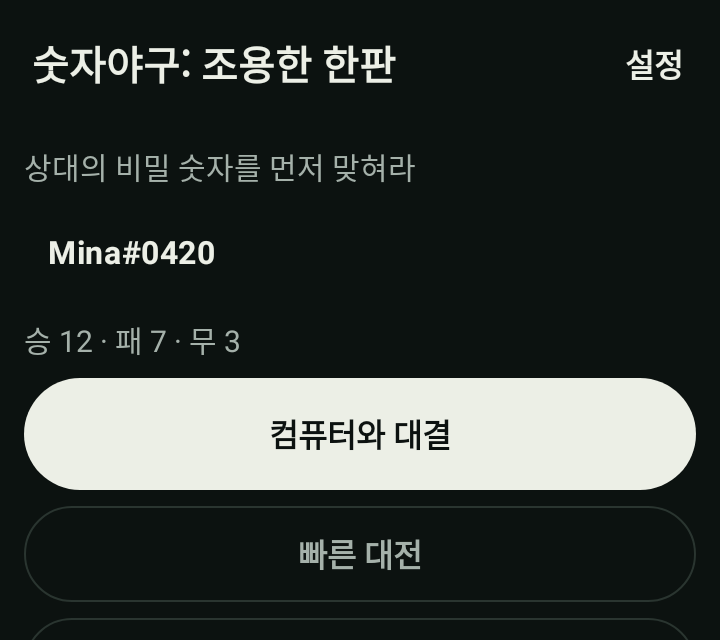 숫자야구: 조용한 한판
설정
상대의 비밀 숫자를 먼저 맞혀라
Mina#0420
승 12 · 패 7 · 무 3
컴퓨터와 대결
빠른 대전